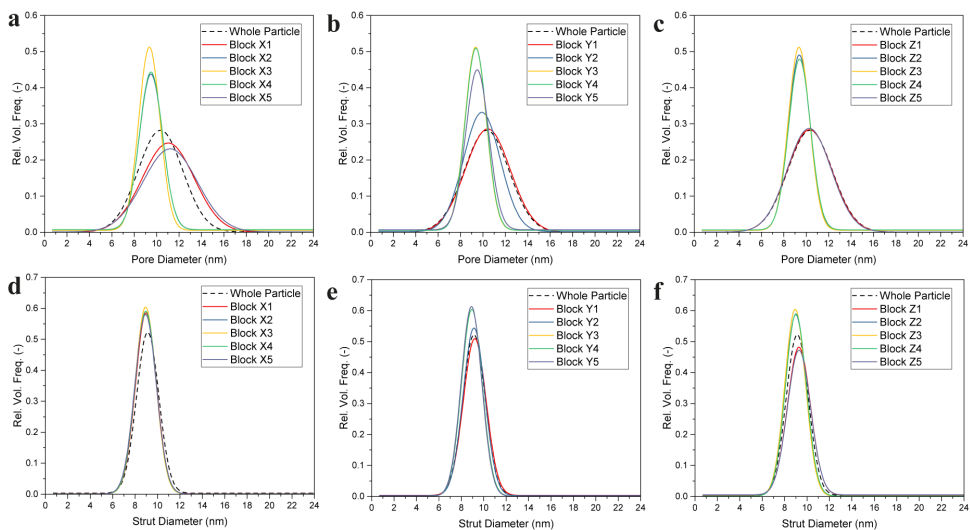 a
Rel. Vol. Freq. (-)
0.6
0.5
0.4
0.3
0.2
0.1
0.0
Whole Particle
Block X1
Block X2
Block X3
Block X4
Block X5
0 2 4 6 8 10 12 14 16 18 20 22 24
Pore Diameter (nm)
b
Rel. Vol. Freq. (-)
0.6
0.5
0.4
0.3
0.2
0.1
0.0
Whole Particle
Block Y1
Block Y2
Block Y3
Block Y4
Block Y5
0 2 4 6 8 10 12 14 16 18 20 22 24
Pore Diameter (nm)
c
Rel. Vol. Freq. (-)
0.6
0.5
0.4
0.3
0.2
0.1
0.0
Whole Particle
Block Z1
Block Z2
Block Z3
Block Z4
Block Z5
0 2 4 6 8 10 12 14 16 18 20 22 24
Pore Diameter (nm)
d
Rel. Vol. Freq. (-)
0.7
0.6
0.5
0.4
0.3
0.2
0.1
0.0
Whole Particle
Block X1
Block X2
Block X3
Block X4
Block X5
0 2 4 6 8 10 12 14 16 18 20 22 24
Strut Diameter (nm)
e
Rel. Vol. Freq. (-)
0.7
0.6
0.5
0.4
0.3
0.2
0.1
0.0
Whole Particle
Block Y1
Block Y2
Block Y3
Block Y4
Block Y5
0 2 4 6 8 10 12 14 16 18 20 22 24
Strut Diameter (nm)
f
Rel. Vol. Freq. (-)
0.7
0.6
0.5
0.4
0.3
0.2
0.1
0.0
Whole Particle
Block Z1
Block Z2
Block Z3
Block Z4
Block Z5
0 2 4 6 8 10 12 14 16 18 20 22 24
Strut Diameter (nm)